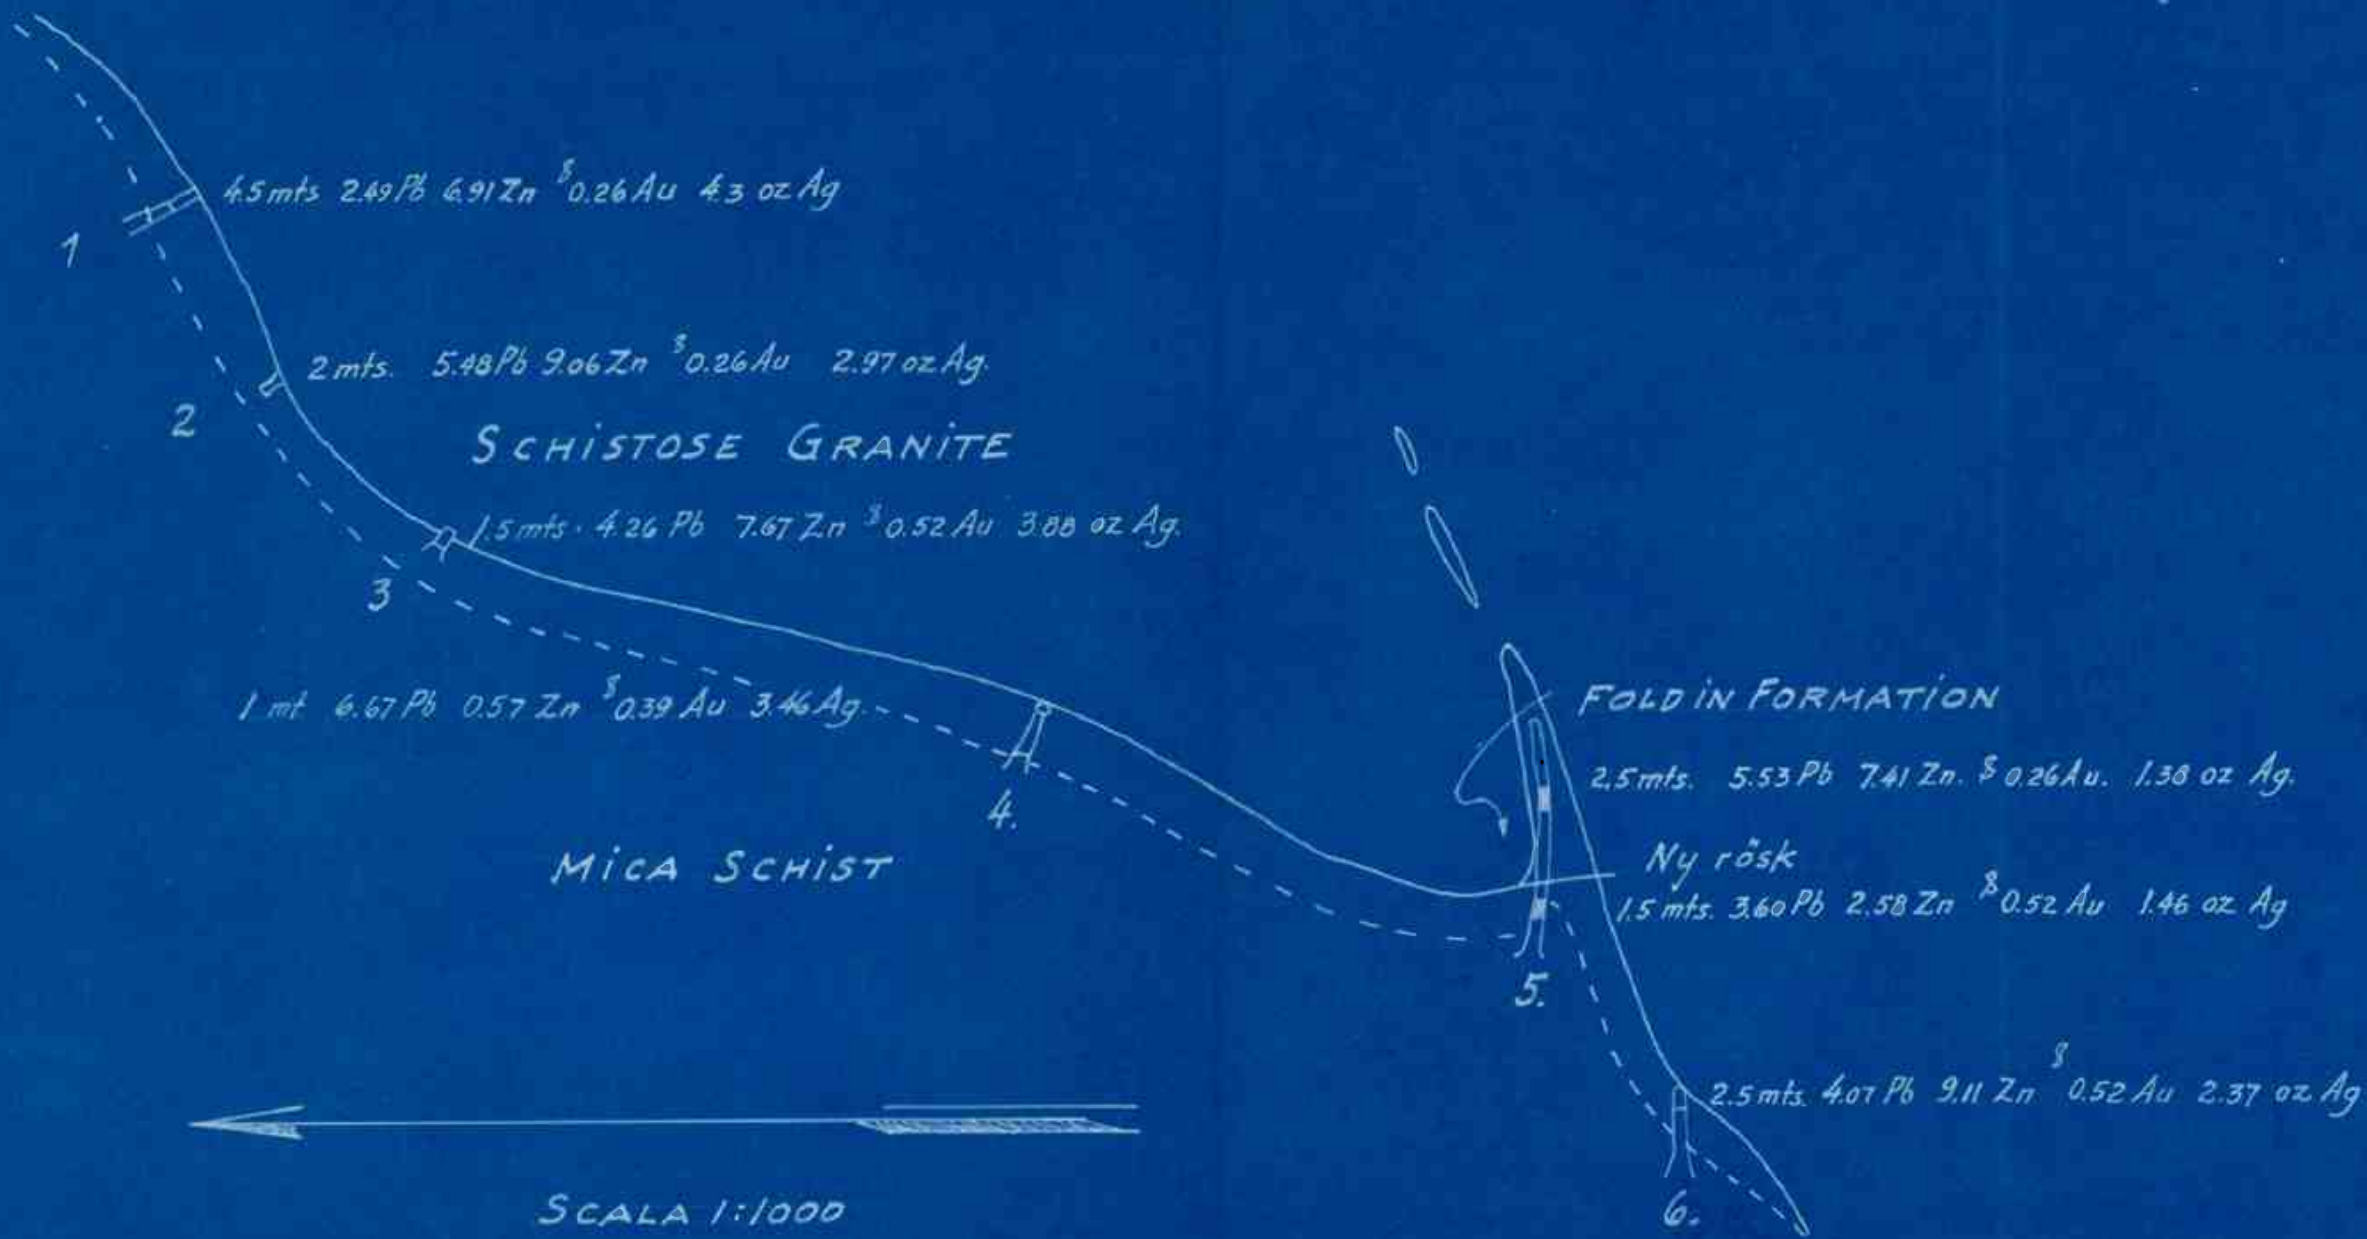 4.5 mts 2.49 Pb 6.91 Zn $0.26 Au 4.3 oz Ag
1
2 mts. 5.48 Pb 9.06 Zn $0.26 Au 2.97 oz Ag.
2
SCHISTOSE GRANITE
1.5 mts. 4.26 Pb 7.67 Zn $0.52 Au 3.88 oz Ag.
3
1 mt 6.67 Pb 0.57 Zn $0.39 Au 3.46 Ag.
4.
MICA SCHIST
FOLD IN FORMATION
2.5 mts. 5.53 Pb 7.41 Zn. $0.26 Au. 1.38 oz Ag.
Ny rösk
1.5 mts. 3.60 Pb 2.58 Zn $0.52 Au 1.46 oz Ag
5.
2.5 mts. 4.07 Pb 9.11 Zn $0.52 Au 2.37 oz Ag
6.
SCALA 1:1000